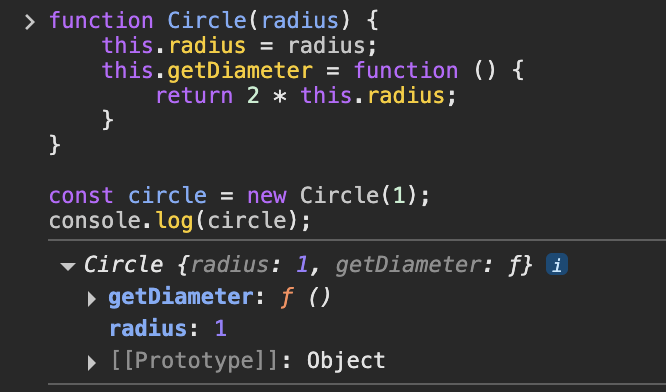 function Circle(radius) {
    this.radius = radius;
    this.getDiameter = function () {
        return 2 * this.radius;
    }
}

const circle = new Circle(1);
console.log(circle);
Circle {radius: 1, getDiameter: ƒ} i
getDiameter: ƒ ()
radius: 1
[[Prototype]]: Object